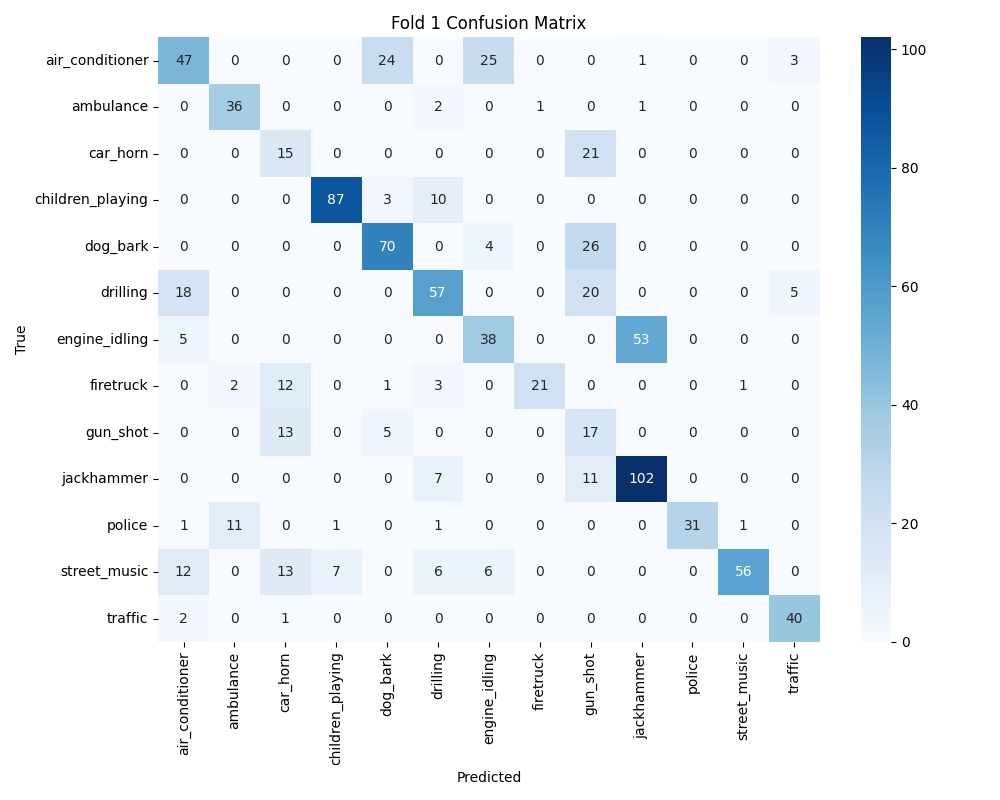 Fold 1 Confusion Matrix
air_conditioner 47 0 0 0 24 0 25 0 0 1 0 0 3
ambulance 0 36 0 0 0 2 0 1 0 1 0 0 0
car_horn 0 0 15 0 0 0 0 0 21 0 0 0 0
children_playing 0 0 0 87 3 10 0 0 0 0 0 0 0
dog_bark 0 0 0 0 70 0 4 0 26 0 0 0 0
drilling 18 0 0 0 0 57 0 0 20 0 0 0 5
engine_idling 5 0 0 0 0 0 38 0 0 53 0 0 0
firetruck 0 2 12 0 1 3 0 21 0 0 0 1 0
gun_shot 0 0 13 0 5 0 0 0 17 0 0 0 0
jackhammer 0 0 0 0 0 7 0 0 11 102 0 0 0
police 1 11 0 1 0 1 0 0 0 0 31 1 0
street_music 12 0 13 7 0 6 6 0 0 0 0 56 0
traffic 2 0 1 0 0 0 0 0 0 0 0 0 40
True
air_conditioner
ambulance
car_horn
children_playing
dog_bark
drilling
engine_idling
firetruck
gun_shot
jackhammer
police
street_music
traffic
Predicted
100
80
60
40
20
0